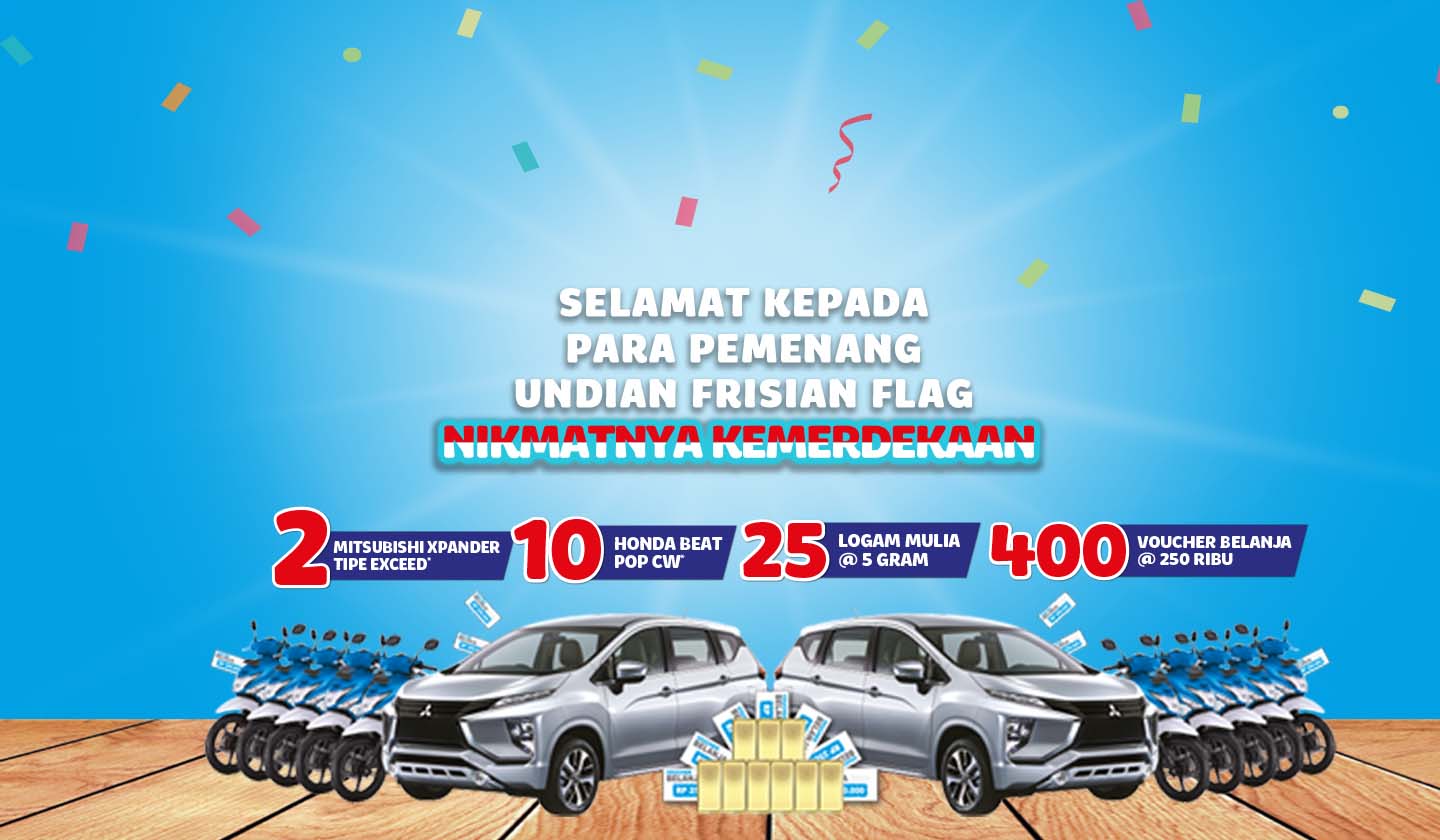 SELAMAT KEPADA
PARA PEMENANG
UNDIAN FRISIAN FLAG
NIKMATNYA KEMERDEKAAN
2 MITSUBISHI XPANDER
TIPE EXCEED*
10 HONDA BEAT
POP CW*
25 LOGAM MULIA
@ 5 GRAM
400 VOUCHER BELANJA
@ 250 RIBU